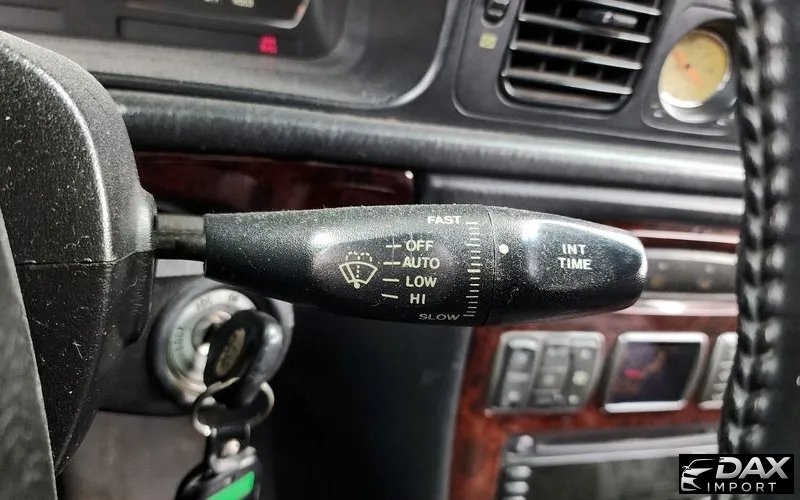 FAST
OFF
AUTO
LOW
HI
SLOW
INT
TIME
DAX
IMPORT